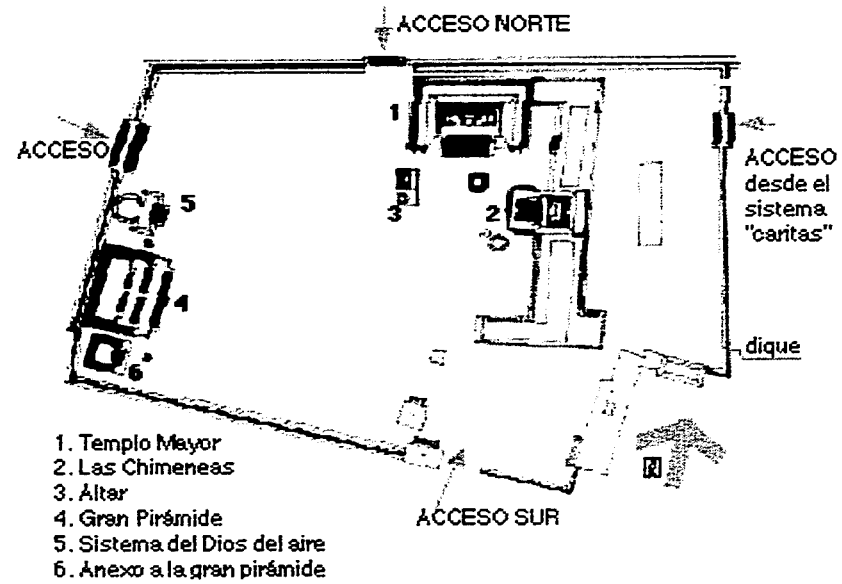 ACCESO NORTE
ACCESO
ACCESO
desde el
sistema
"caritas"
1
2
3
5
4
6
dique
N
1. Templo Mayor
2. Las Chimeneas
3. Altar
4. Gran Pirámide
5. Sistema del Dios del aire
6. Anexo a la gran pirámide
ACCESO SUR